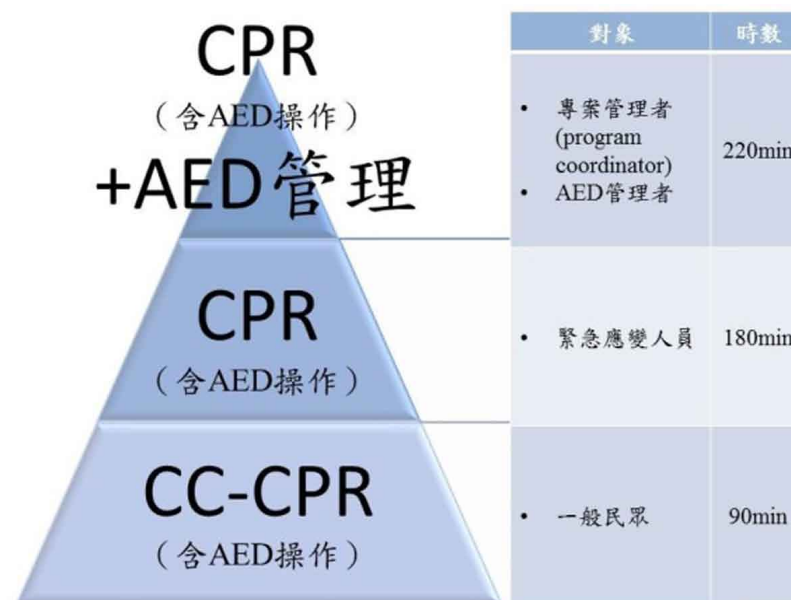 CPR
（含AED操作）
+AED管理
CPR
（含AED操作）
CC-CPR
（含AED操作）
對象 時數
• 專案管理者
(program
coordinator)
• AED管理者
220min
• 緊急應變人員 180min
• 一般民眾 90min